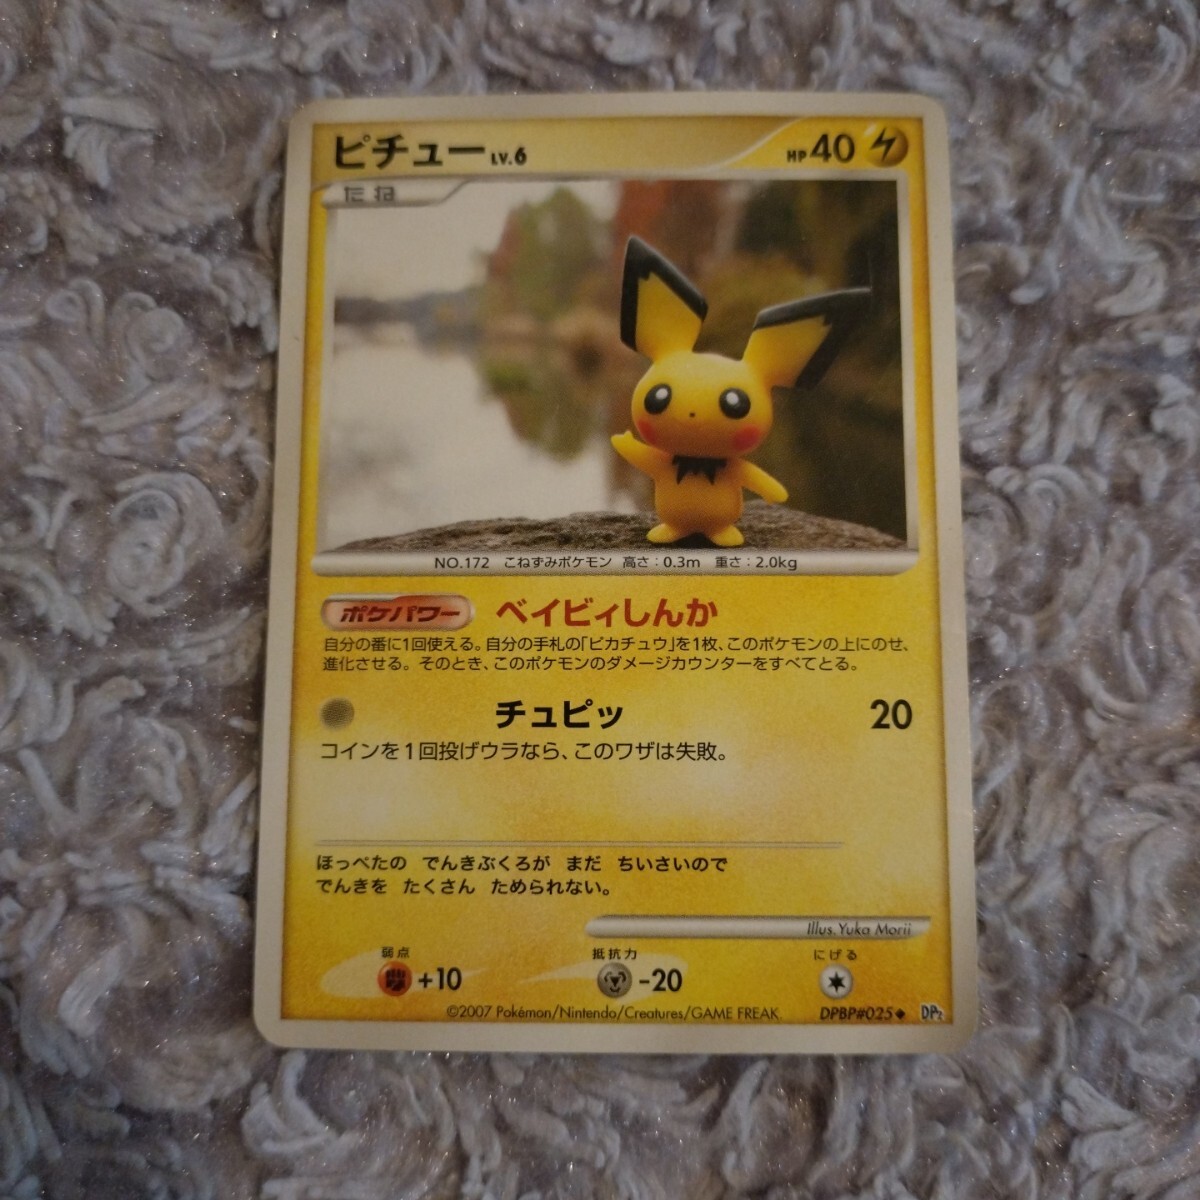 ピチュー LV.6 HP 40
たね
NO.172 こねずみポケモン 高さ：0.3m 重さ：2.0kg
ポケパワー ベイビィしんか
自分の番に1回使える。自分の手札の「ピカチュウ」を1枚、このポケモンの上にのせ、
進化させる。そのとき、このポケモンのダメージカウンターをすべてとる。
チュピッ 20
コインを1回投げウラなら、このワザは失敗。
ほっぺたの でんきぶくろが まだ ちいさいので
でんきを たくさん ためられない。
Illus. Yuka Morii
弱点 抵抗力 にげる
+10 -20
©2007 Pokémon/Nintendo/Creatures/GAME FREAK. DPBP#025 DP2